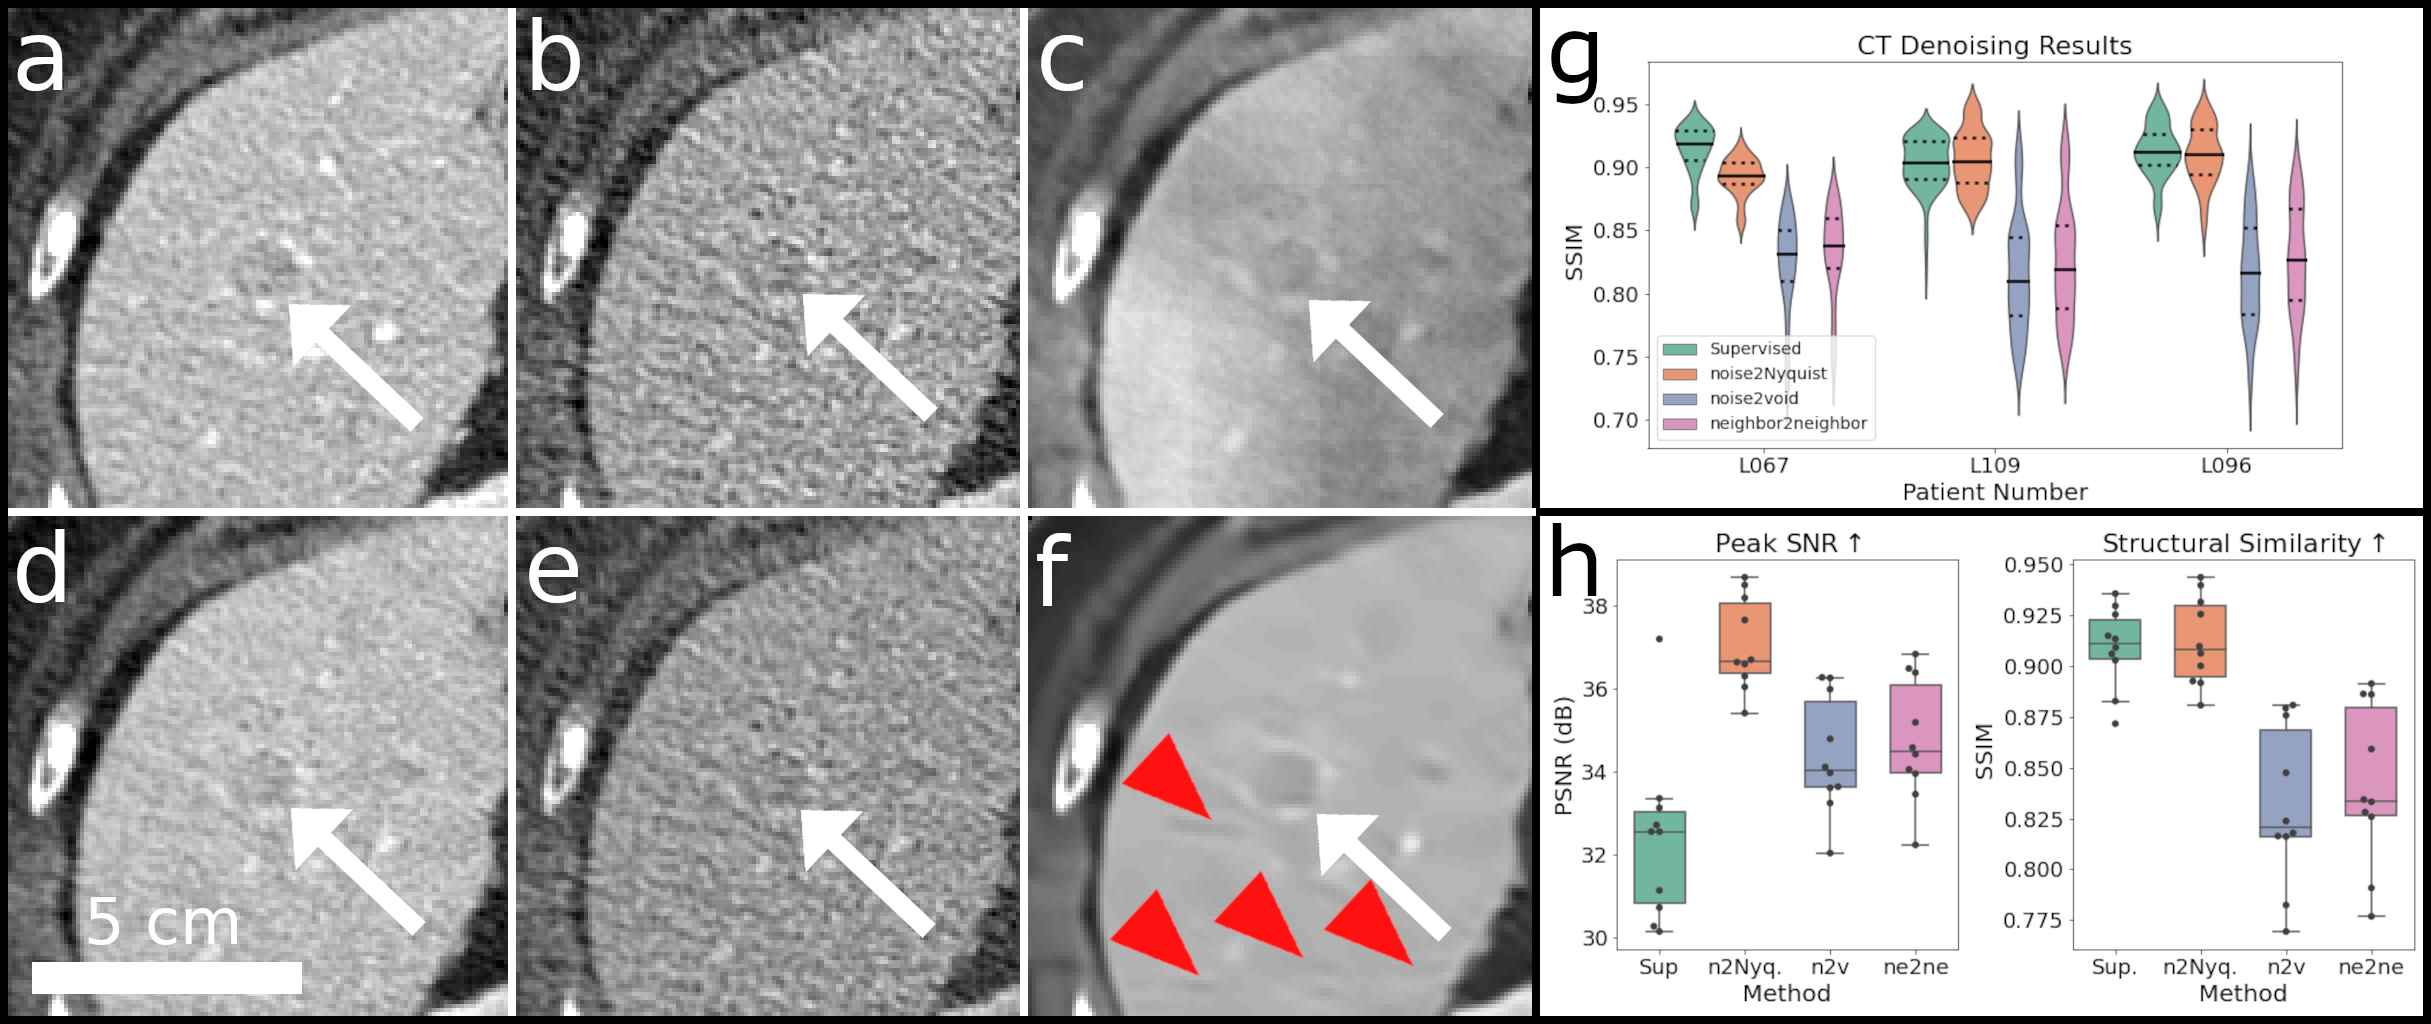 a
b
c
d
5 cm
e
f
g
CT Denoising Results
SSIM
0.95
0.90
0.85
0.80
0.75
0.70
Supervised
noise2Nyquist
noise2void
neighbor2neighbor
L067
L109
L096
Patient Number
h
Peak SNR ↑
PSNR (dB)
38
36
34
32
30
Sup
n2Nyq.
n2v
ne2ne
Method
Structural Similarity ↑
SSIM
0.950
0.925
0.900
0.875
0.850
0.825
0.800
0.775
Sup.
n2Nyq.
n2v
ne2ne
Method